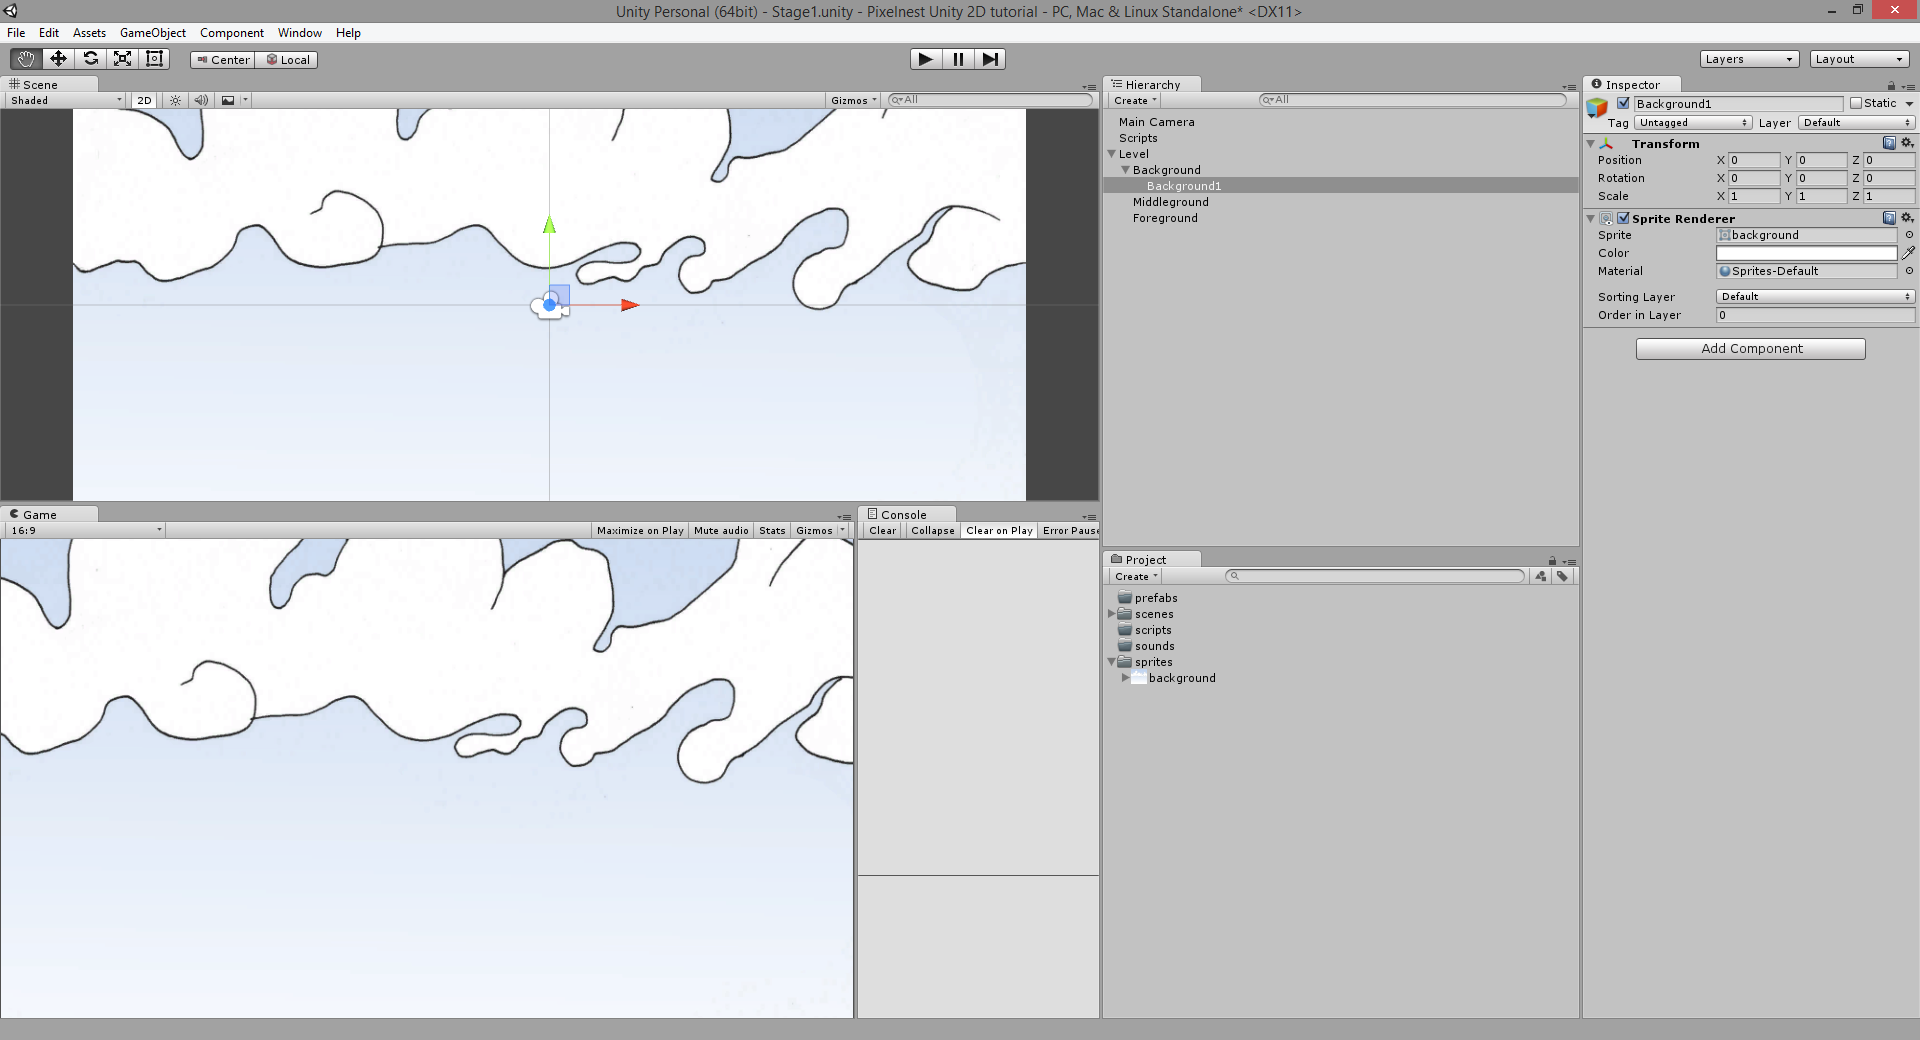 Unity Personal (64bit) - Stage1.unity - Pixelnest Unity 2D tutorial - PC, Mac & Linux Standalone* <DX11>
File Edit Assets GameObject Component Window Help
Center Local Layers Layout
Scene
Shaded 2D Gizmos All
Hierarchy
Create All
Main Camera
Scripts
Level
Background
Background1
Middleground
Foreground
Inspector
Background1 Static
Tag Untagged Layer Default
Transform
Position X 0 Y 0 Z 0
Rotation X 0 Y 0 Z 0
Scale X 1 Y 1 Z 1
Sprite Renderer
Sprite background
Color
Material Sprites-Default
Sorting Layer Default
Order in Layer 0
Add Component
Game
16:9 Maximize on Play Mute audio Stats Gizmos
Console
Clear Collapse Clear on Play Error Pause
Project
Create
prefabs
scenes
scripts
sounds
sprites
background